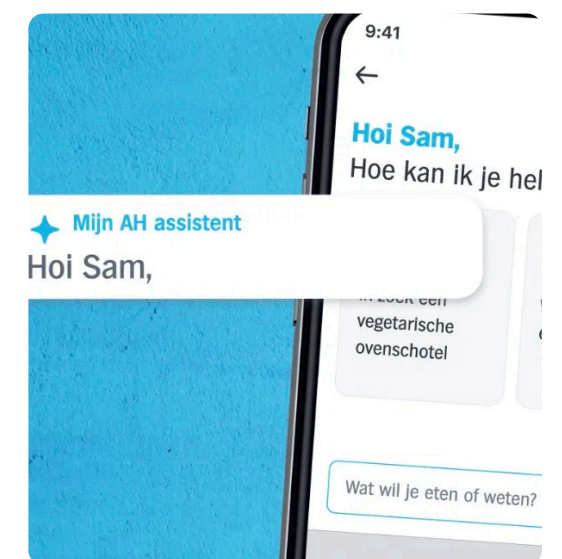 9:41
Hoi Sam,
Hoe kan ik je hel
Mijn AH assistent
Hoi Sam,
vegetarische
ovenschotel
Wat wil je eten of weten?